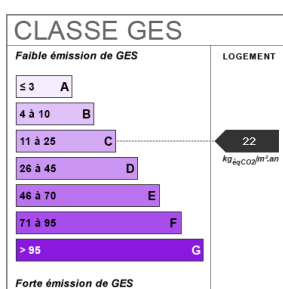 CLASSE GES
Faible émission de GES
LOGEMENT
≤ 3 A
4 à 10 B
11 à 25 C
22
kgéqCO2/m².an
26 à 45 D
46 à 70 E
71 à 95 F
> 95 G
Forte émission de GES